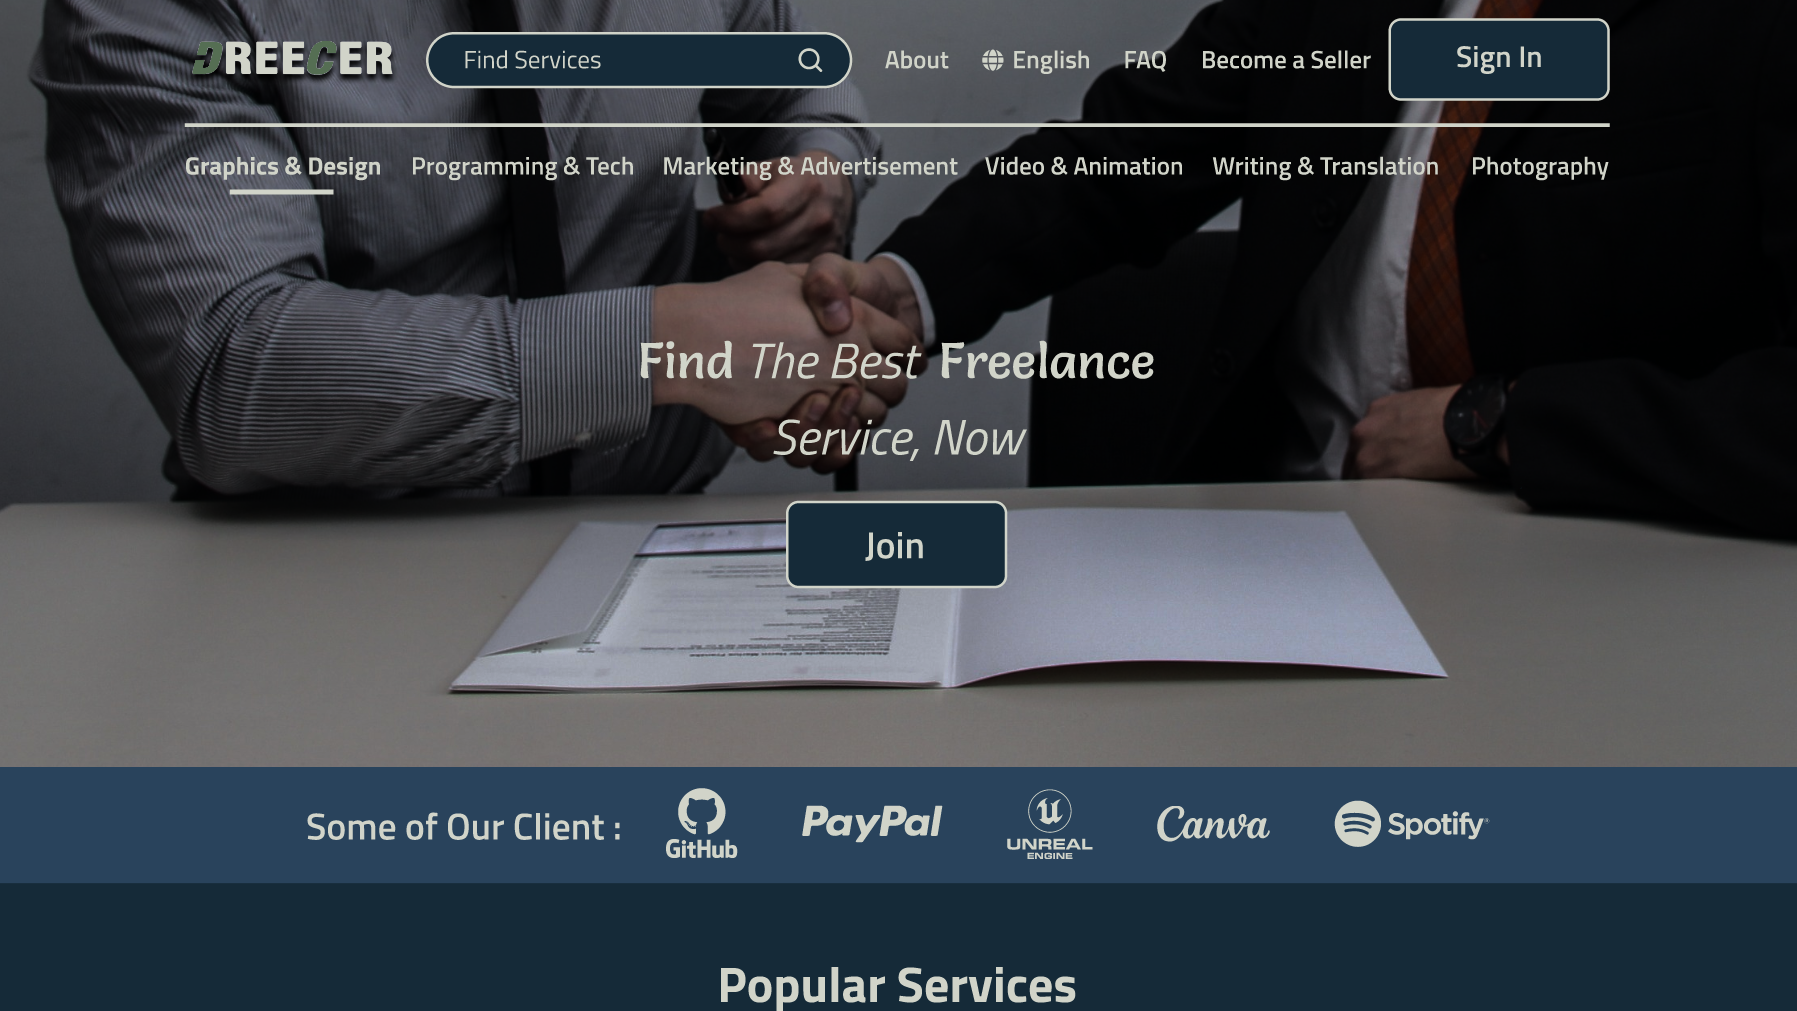 DREECER
Find Services
About
English
FAQ
Become a Seller
Sign In
Graphics & Design
Programming & Tech
Marketing & Advertisement
Video & Animation
Writing & Translation
Photography
Find The Best Freelance
Service, Now
Join
Some of Our Client :
GitHub
PayPal
UNREAL
ENGINE
Canva
Spotify
Popular Services